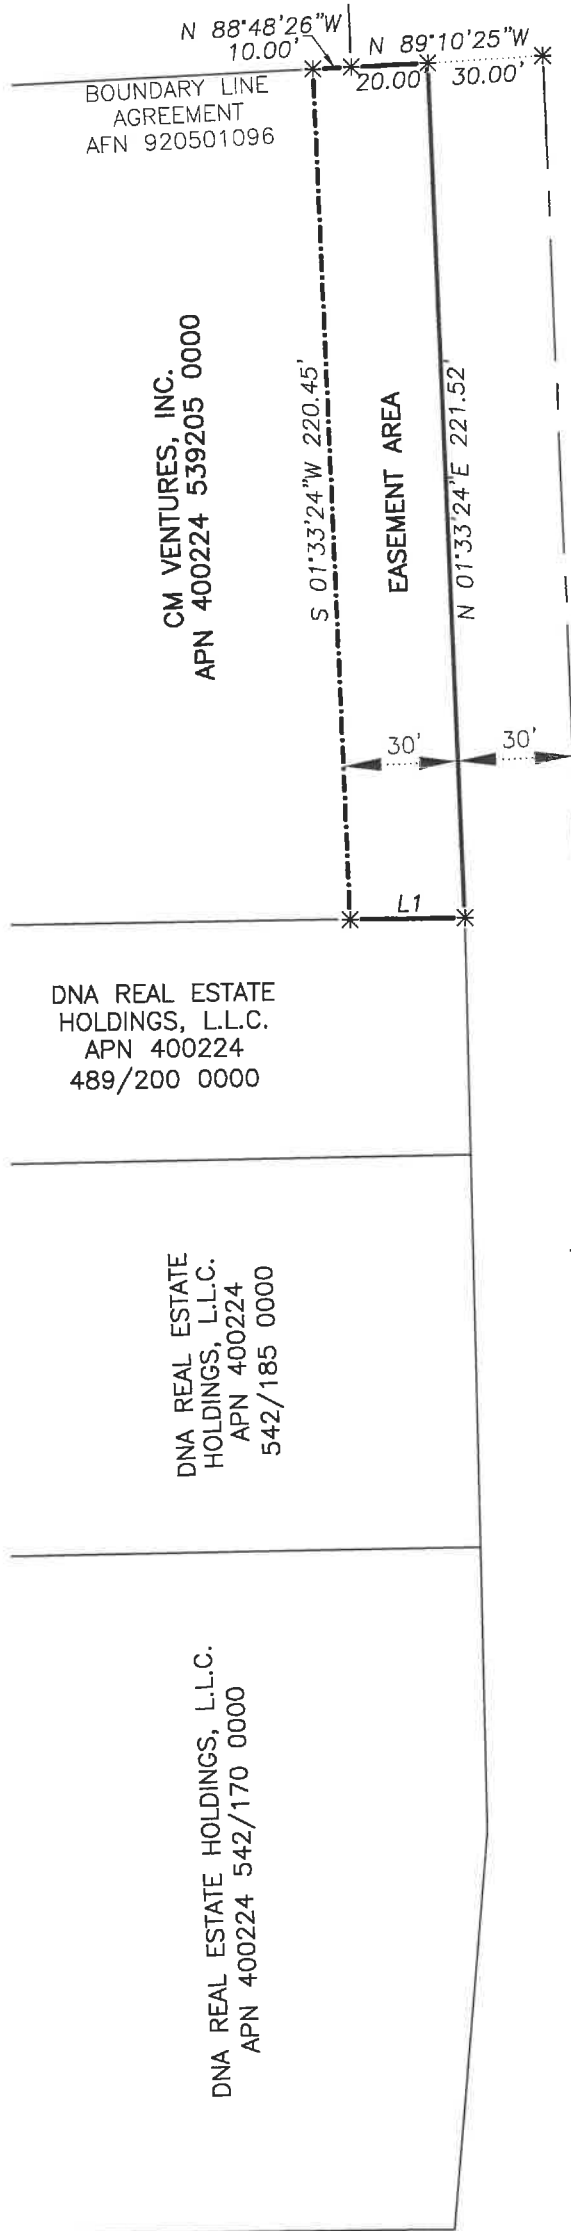 N 88°48'26"W
10.00'
N 89°10'25"W
20.00'
30.00'
BOUNDARY LINE
AGREEMENT
AFN 920501096
CM VENTURES, INC.
APN 400224 539205 0000
S 01°33'24"W 220.45'
EASEMENT AREA
N 01°33'24"E 221.52'
30'
30'
L1
DNA REAL ESTATE
HOLDINGS, L.L.C.
APN 400224
489/200 0000
DNA REAL ESTATE
HOLDINGS, L.L.C.
APN 400224
542/185 0000
DNA REAL ESTATE HOLDINGS, L.L.C.
APN 400224 542/170 0000